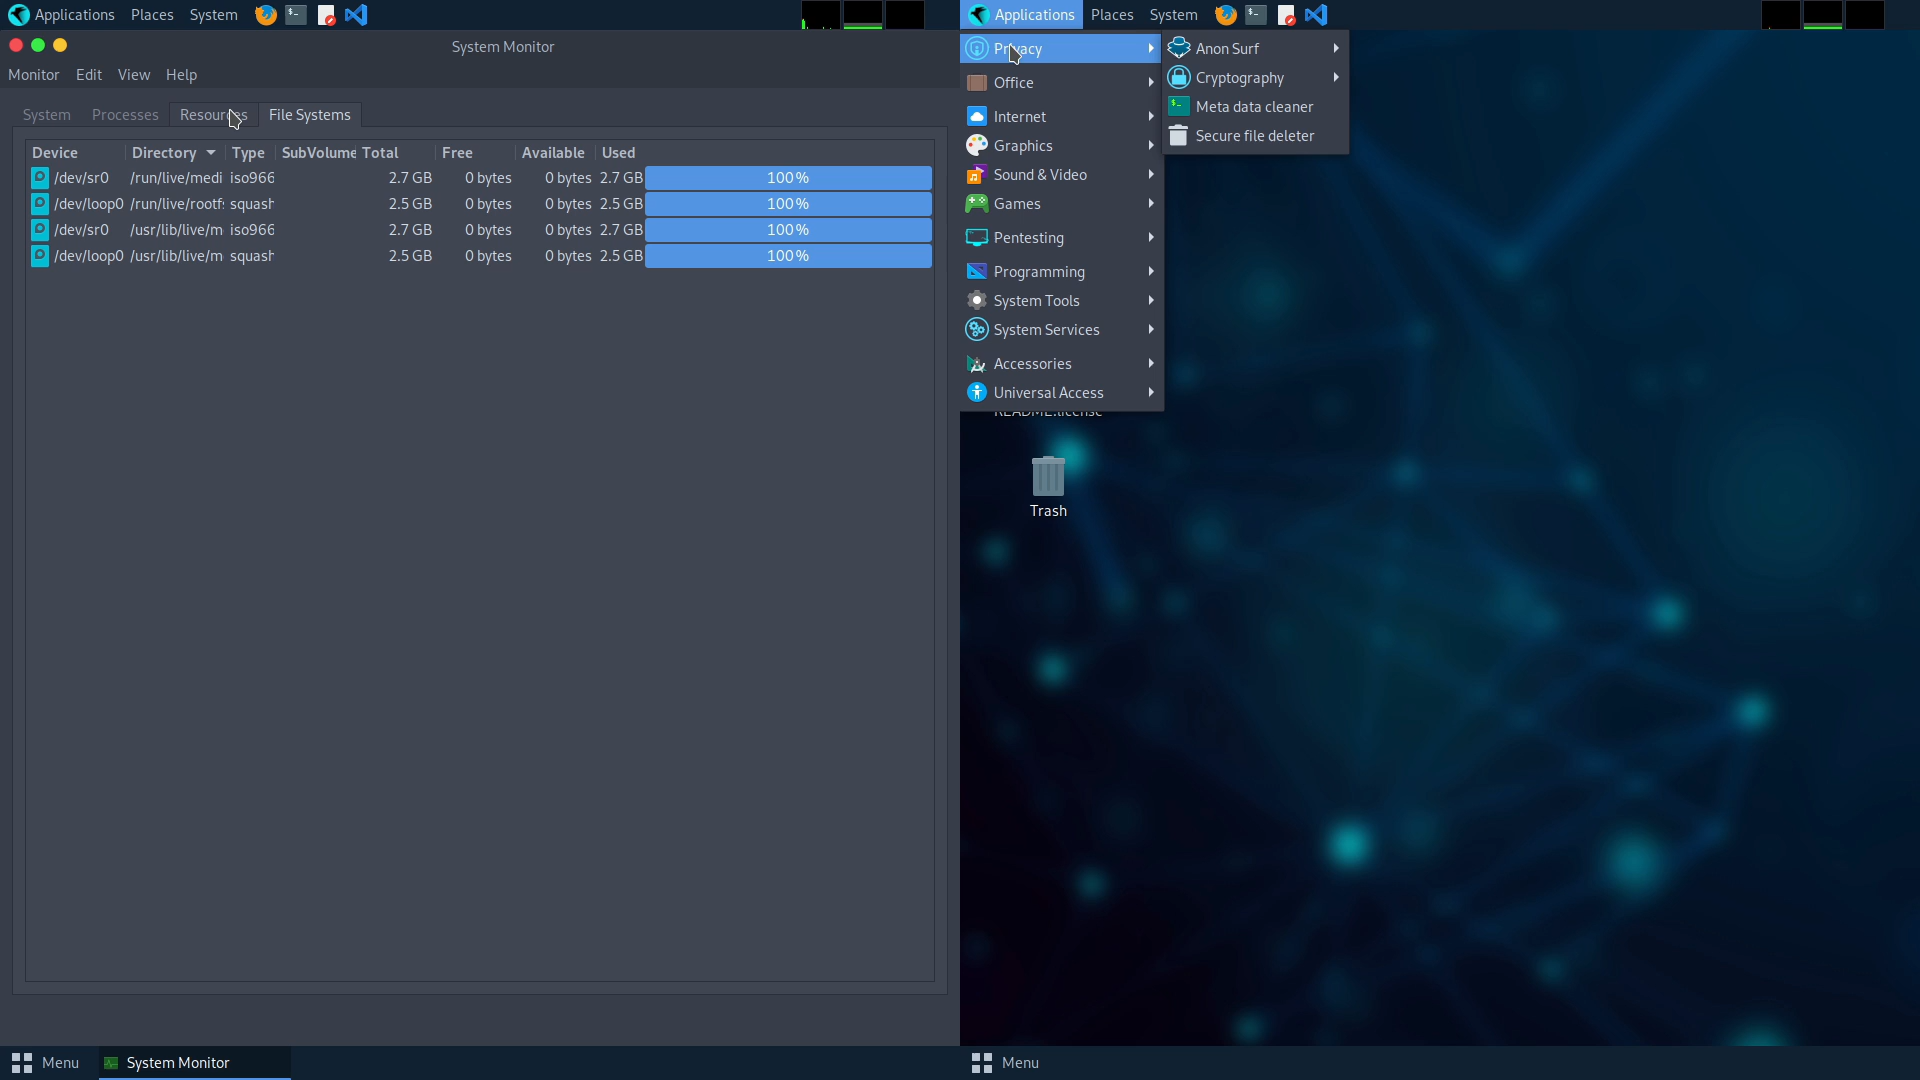 Applications Places System
System Monitor
Monitor Edit View Help
System Processes Resources File Systems
Device Directory Type SubVolume Total Free Available Used
/dev/sr0 /run/live/medi iso966 2.7 GB 0 bytes 0 bytes 2.7 GB 100%
/dev/loop0 /run/live/rootf squash 2.5 GB 0 bytes 0 bytes 2.5 GB 100%
/dev/sr0 /usr/lib/live/m iso966 2.7 GB 0 bytes 0 bytes 2.7 GB 100%
/dev/loop0 /usr/lib/live/m squash 2.5 GB 0 bytes 0 bytes 2.5 GB 100%
Menu System Monitor
Applications Places System
Privacy
Office
Internet
Graphics
Sound & Video
Games
Pentesting
Programming
System Tools
System Services
Accessories
Universal Access
Anon Surf
Cryptography
Meta data cleaner
Secure file deleter
README.license
Trash
Menu